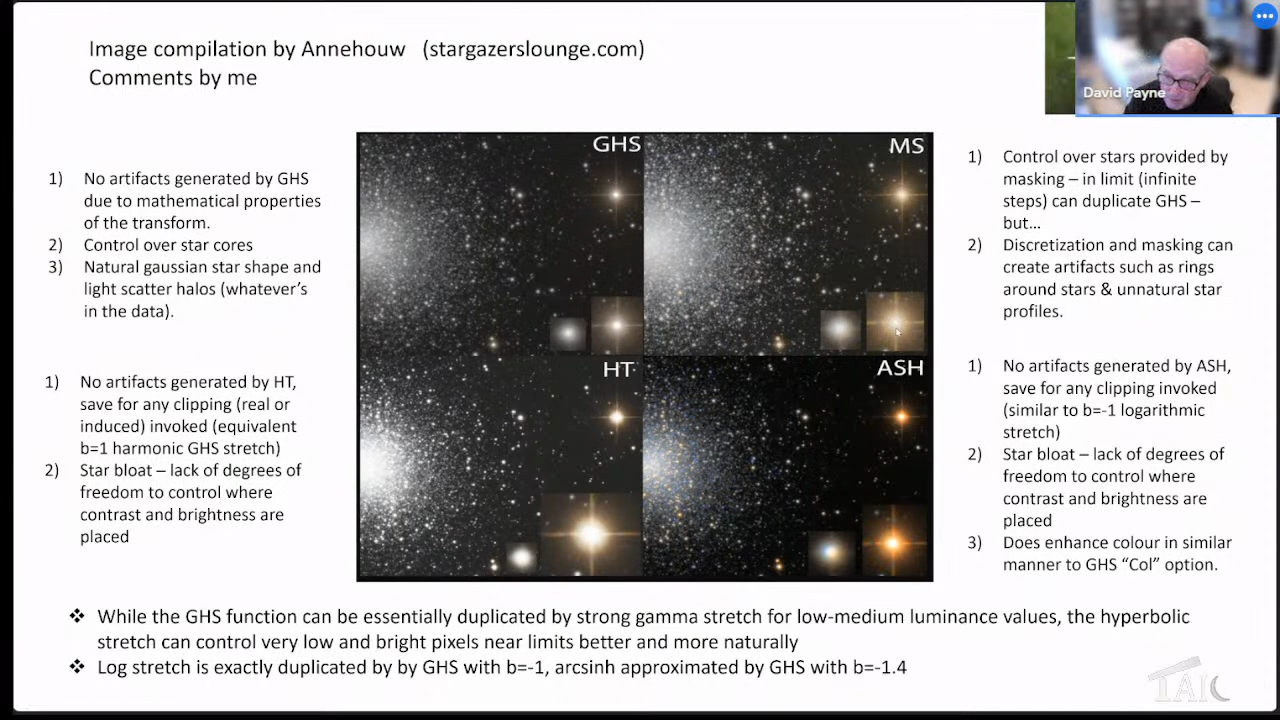 Image compilation by Annehouw (stargazerslounge.com)
Comments by me
David Payne
1) No artifacts generated by GHS
due to mathematical properties
of the transform.
2) Control over star cores
3) Natural gaussian star shape and
light scatter halos (whatever's
in the data).
GHS
MS
1) Control over stars provided by
masking – in limit (infinite
steps) can duplicate GHS –
but...
2) Discretization and masking can
create artifacts such as rings
around stars & unnatural star
profiles.
1) No artifacts generated by HT,
save for any clipping (real or
induced) invoked (equivalent
b=1 harmonic GHS stretch)
2) Star bloat – lack of degrees of
freedom to control where
contrast and brightness are
placed
HT
ASH
1) No artifacts generated by ASH,
save for any clipping invoked
(similar to b=-1 logarithmic
stretch)
2) Star bloat – lack of degrees of
freedom to control where
contrast and brightness are
placed
3) Does enhance colour in similar
manner to GHS “Col” option.
❖ While the GHS function can be essentially duplicated by strong gamma stretch for low-medium luminance values, the hyperbolic
stretch can control very low and bright pixels near limits better and more naturally
❖ Log stretch is exactly duplicated by by GHS with b=-1, arcsinh approximated by GHS with b=-1.4
TAIC